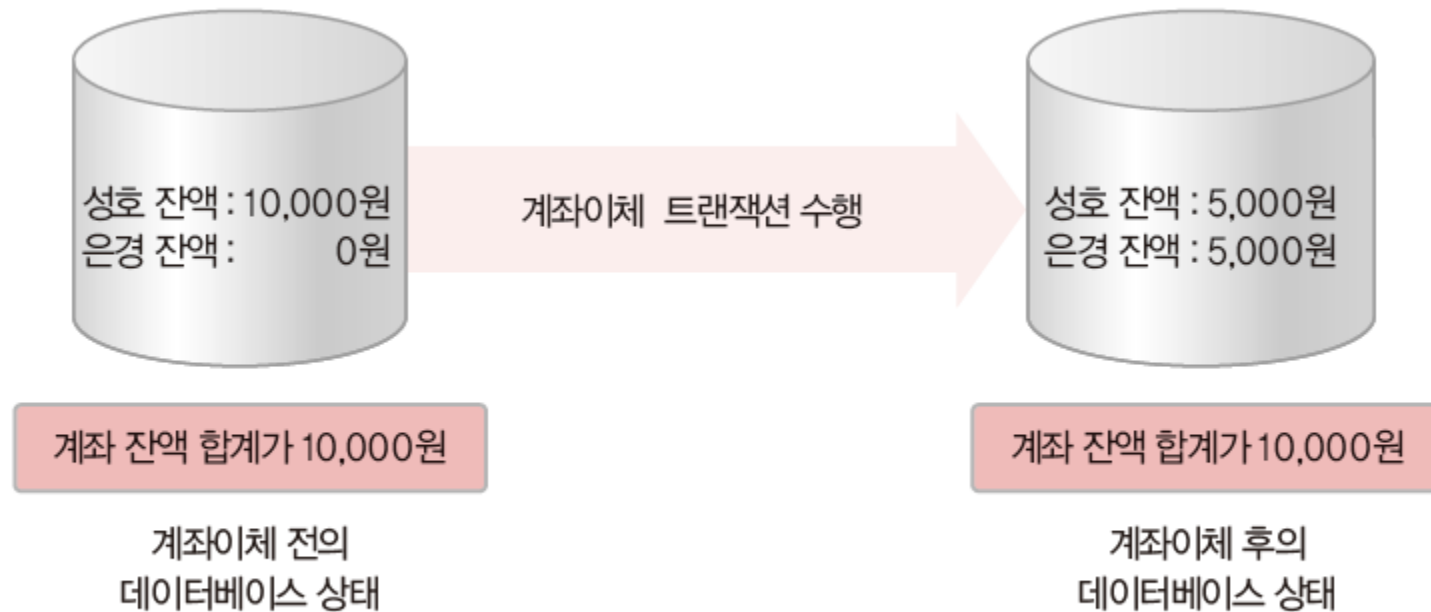 성호 잔액 : 10,000원
은경 잔액 : 0원
계좌이체 트랜잭션 수행
성호 잔액 : 5,000원
은경 잔액 : 5,000원
계좌 잔액 합계가 10,000원
계좌 잔액 합계가 10,000원
계좌이체 전의
데이터베이스 상태
계좌이체 후의
데이터베이스 상태